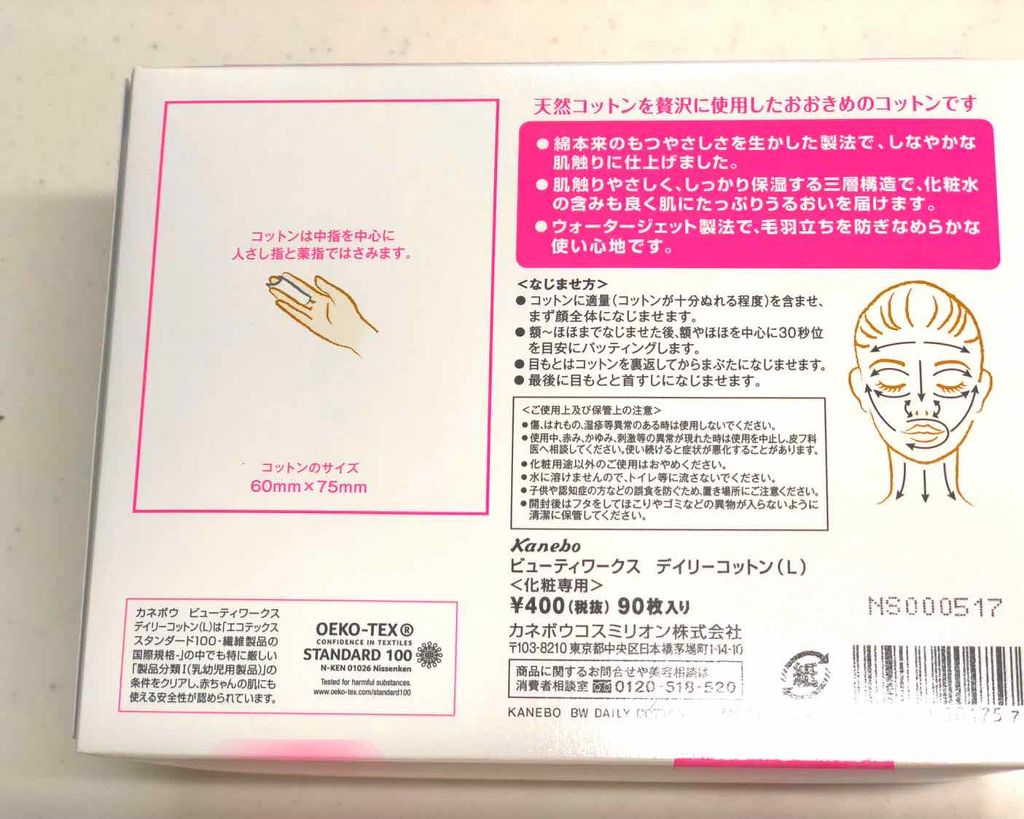 コットンは中指を中心に
人さし指と薬指ではさみます。
コットンのサイズ
60mm×75mm
天然コットンを贅沢に使用したおおきめのコットンです
●綿本来のもつやさしさを生かした製法で、しなやかな
肌触りに仕上げました。
●肌触りやさしく、しっかり保湿する三層構造で、化粧水
の含みも良く肌にたっぷりうるおいを届けます。
●ウォータージェット製法で、毛羽立ちを防ぎなめらかな
使い心地です。
<なじませ方>
●コットンに適量(コットンが十分ぬれる程度)を含ませ、
まず顔全体になじませます。
●額~ほほまでなじませた後、額やほほを中心に30秒位
を目安にパッティングします。
●目もとはコットンを裏返してからまぶたになじませます。
●最後に目もとと首すじになじませます。
<ご使用上及び保管上の注意>
●傷、はれもの、湿疹等異常のある時は使用しないでください。
●使用中、赤み、かゆみ、刺激等の異常が現れた時は使用を中止し、皮フ科
医へ相談してください。使い続けると症状が悪化することがあります。
●化粧用途以外のご使用はおやめください。
●水に溶けませんので、トイレ等に流さないでください。
●子供や認知症の方などの誤食を防ぐため、置き場所にご注意ください。
●開封後はフタをしてほこりやゴミなどの異物が入らないように
清潔に保管してください。
Kanebo
ビューティワークス デイリーコットン(L)
<化粧専用>
¥400(税抜) 90枚入り
カネボウコスミリオン株式会社
〒103-8210 東京都中央区日本橋茅場町1-14-10
商品に関するお問合せや美容相談は
消費者相談室 0120-518-520
KANEBO BW DAILY
NS000517
紙
カネボウ ビューティワークス
デイリーコットン(L)は「エコテックス
スタンダード100-繊維製品の
国際規格-」の中でも特に厳しい
「製品分類I(乳幼児用製品)」の
条件をクリアし、赤ちゃんの肌にも
使える安全性が認められています。
OEKO-TEX®
CONFIDENCE IN TEXTILES
STANDARD 100
N-KEN 01026 Nissenken
Tested for harmful substances.
www.oeko-tex.com/standard100